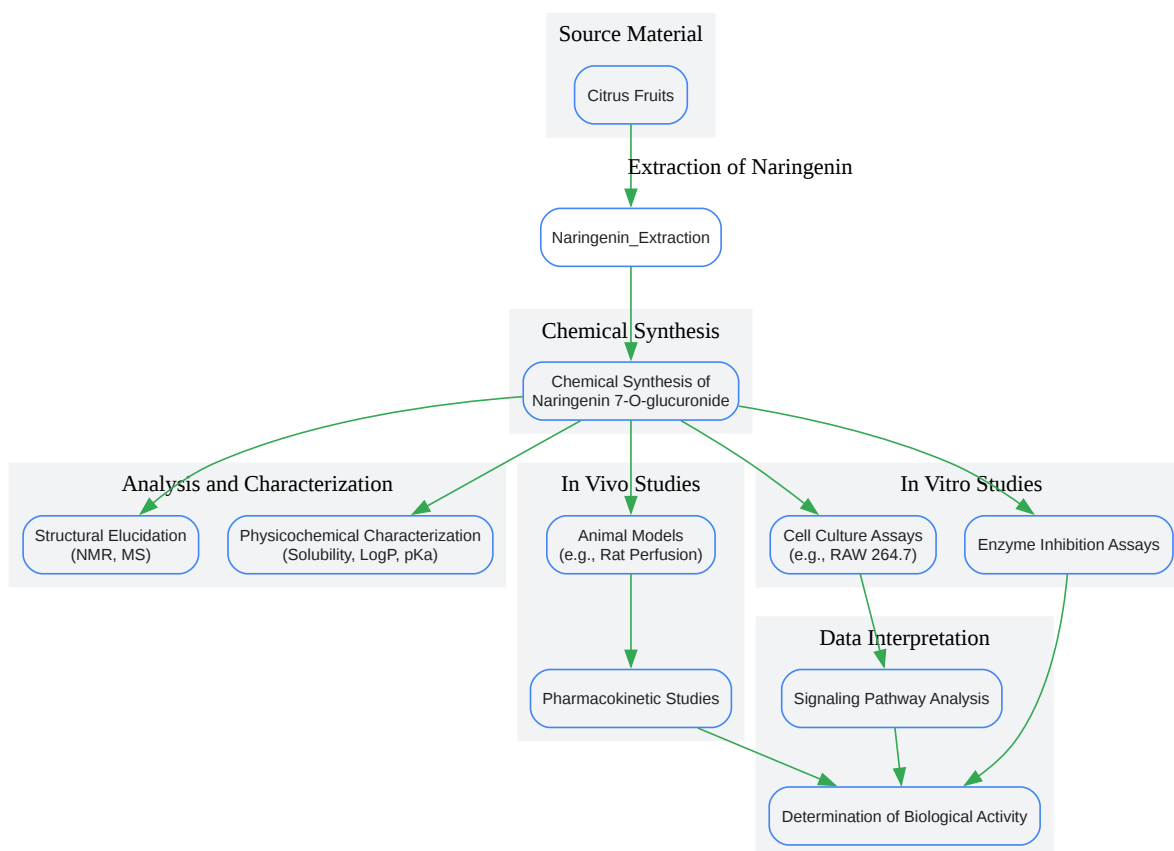 Source Material
Citrus Fruits
Extraction of Naringenin
Naringenin_Extraction
Chemical Synthesis
Chemical Synthesis of
Naringenin 7-O-glucuronide
Analysis and Characterization
Structural Elucidation
(NMR, MS)
Physicochemical Characterization
(Solubility, LogP, pKa)
In Vivo Studies
Animal Models
(e.g., Rat Perfusion)
Pharmacokinetic Studies
In Vitro Studies
Cell Culture Assays
(e.g., RAW 264.7)
Enzyme Inhibition Assays
Data Interpretation
Signaling Pathway Analysis
Determination of Biological Activity